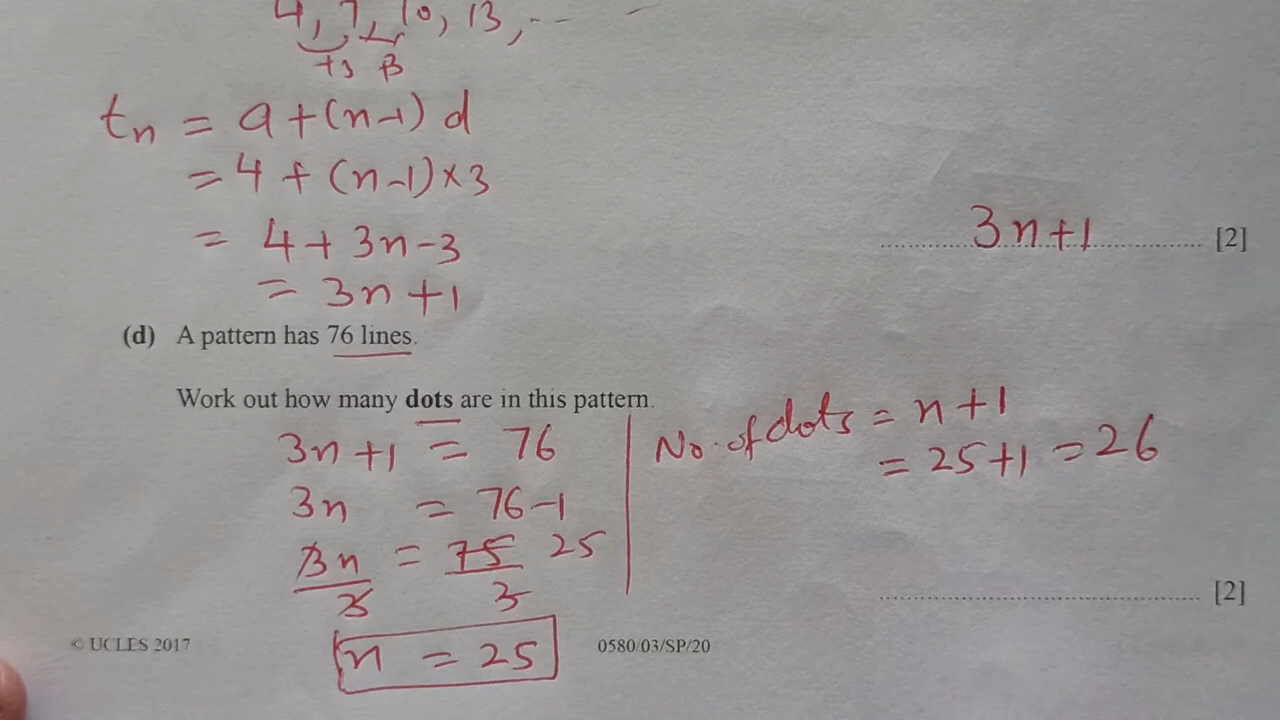 4, 7, 10, 13, ---
+3 +3
tn = a + (n-1) d
= 4 + (n-1) × 3
= 4 + 3n - 3
3n+1 [2]
= 3n + 1
(d) A pattern has 76 lines.
Work out how many dots are in this pattern.
3n + 1 = 76
3n = 76 - 1
3n/3 = 75/3 25
n = 25
No. of dots = n + 1
= 25 + 1 = 26
[2]
© UCLES 2017 0580/03/SP/20